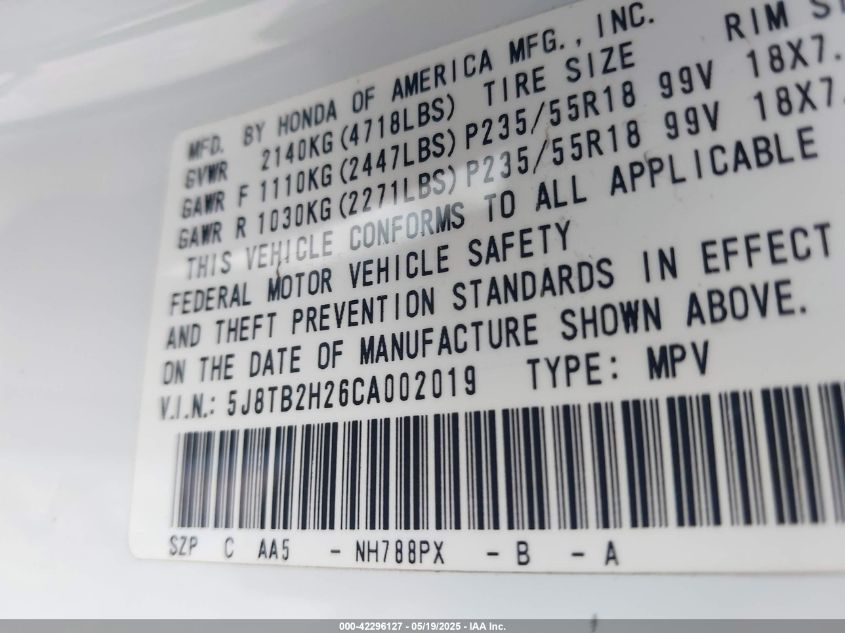 MFD. BY HONDA OF AMERICA MFG., INC.
GVWR 2140KG (4718LBS) TIRE SIZE RIM
GAWR F 1110KG (2447LBS) P235/55R18 99V 18X7.
GAWR R 1030KG (2271LBS) P235/55R18 99V 18X7.
THIS VEHICLE CONFORMS TO ALL APPLICABLE
FEDERAL MOTOR VEHICLE SAFETY
AND THEFT PREVENTION STANDARDS IN EFFECT
ON THE DATE OF MANUFACTURE SHOWN ABOVE.
V.I.N.: 5J8TB2H26CA002019 TYPE: MPV
SZP C AA5 - NH788PX - B - A
000-42296127 - 05/19/2025 - IAA Inc.